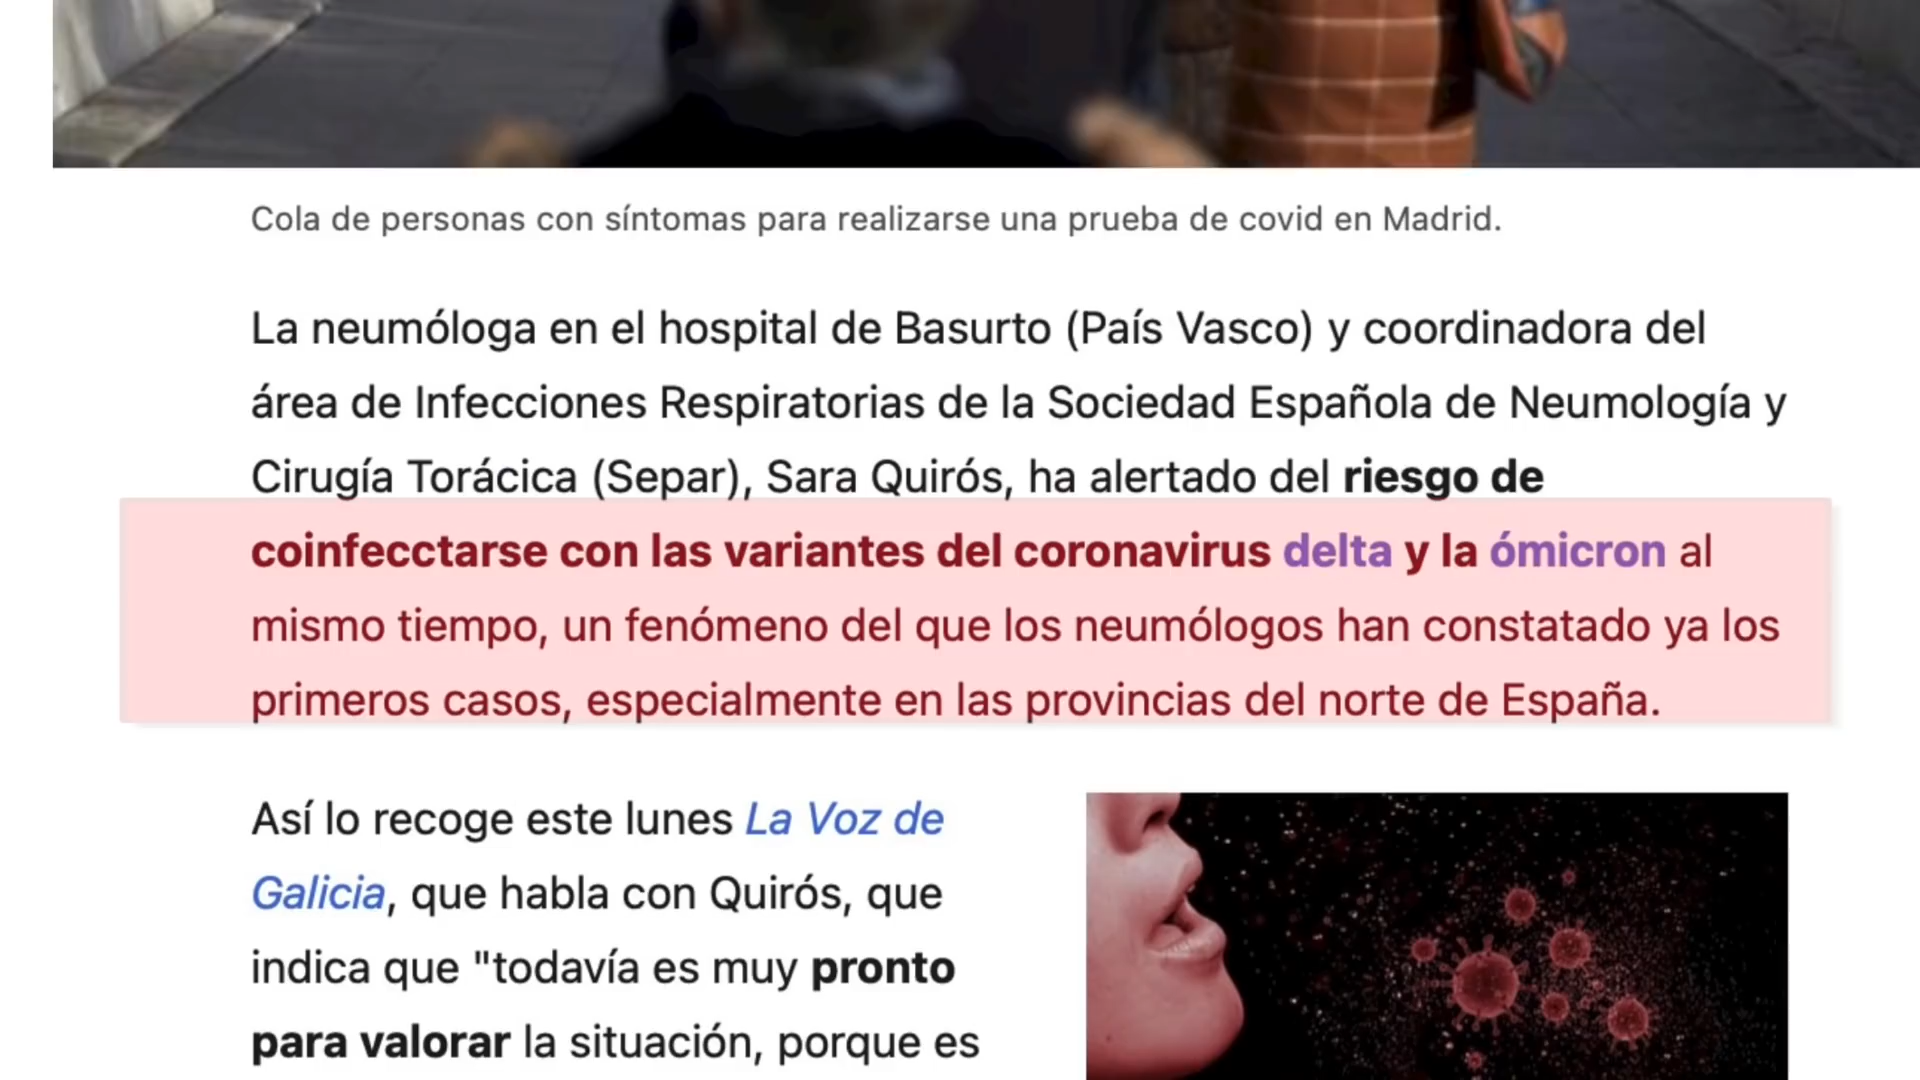 Cola de personas con síntomas para realizarse una prueba de covid en Madrid.
La neumóloga en el hospital de Basurto (País Vasco) y coordinadora del
área de Infecciones Respiratorias de la Sociedad Española de Neumología y
Cirugía Torácica (Separ), Sara Quirós, ha alertado del riesgo de
coinfecctarse con las variantes del coronavirus delta y la ómicron al
mismo tiempo, un fenómeno del que los neumólogos han constatado ya los
primeros casos, especialmente en las provincias del norte de España.
Así lo recoge este lunes La Voz de
Galicia, que habla con Quirós, que
indica que "todavía es muy pronto
para valorar la situación, porque es